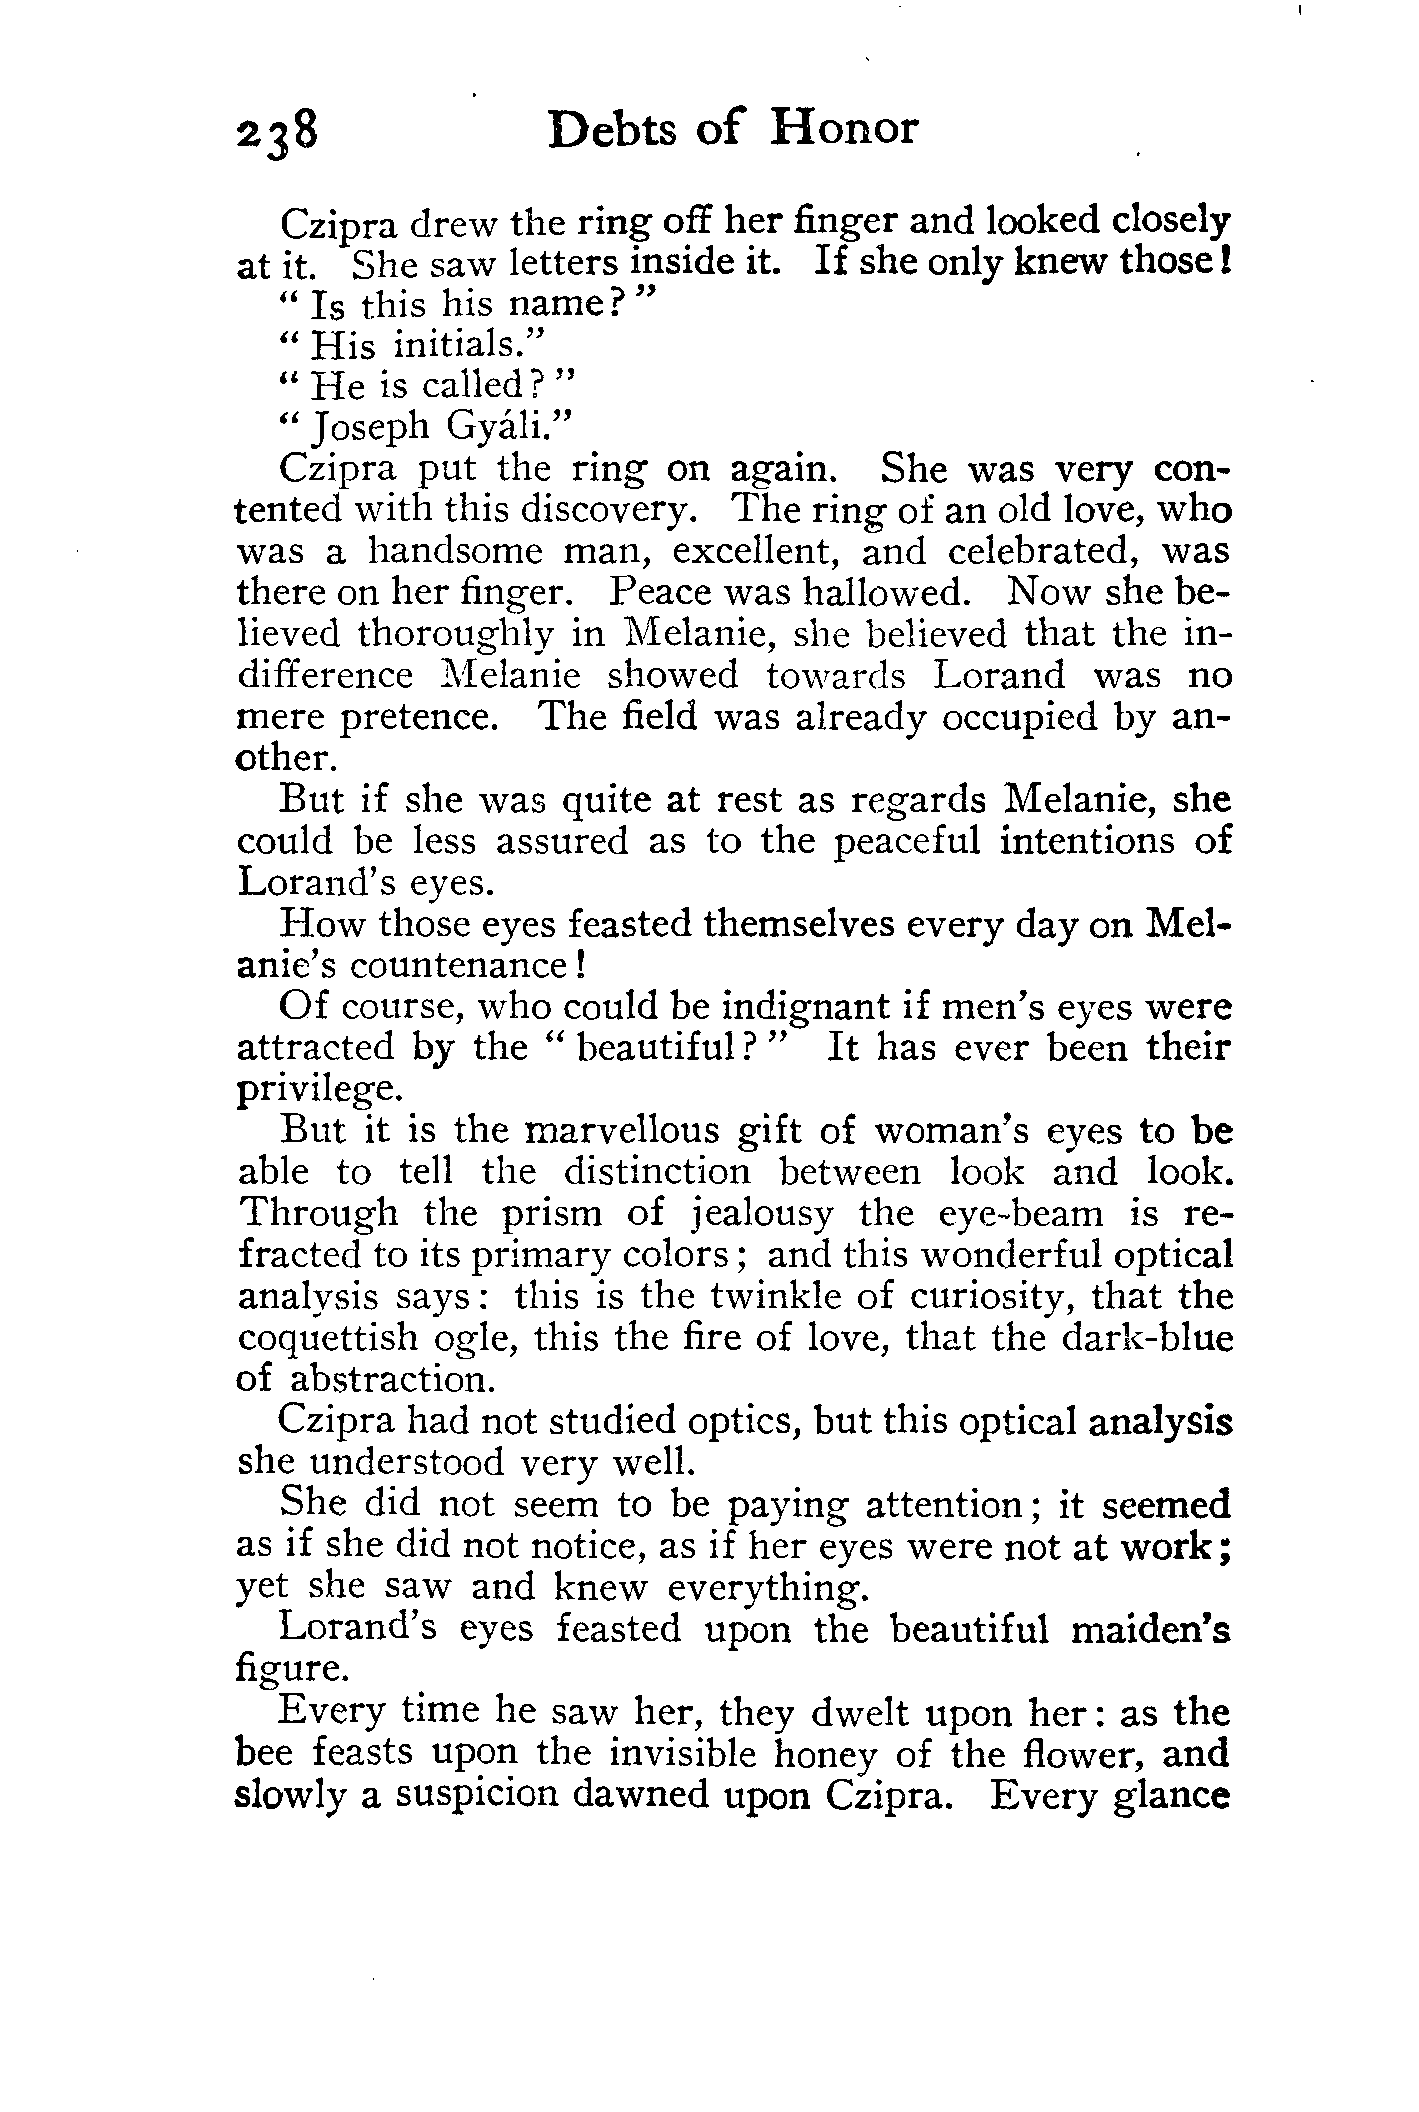 238 Debts of Honor
Czipra drew the ring off her finger and looked closely
at it. She saw letters inside it. If she only knew those!
" Is this his name?"
" His initials."
" He is called?"
" Joseph Gyáli."
Czipra put the ring on again. She was very con-
tented with this discovery. The ring of an old love, who
was a handsome man, excellent, and celebrated, was
there on her finger. Peace was hallowed. Now she be-
lieved thoroughly in Melanie, she believed that the in-
difference Melanie showed towards Lorand was no
mere pretence. The field was already occupied by an-
other.
But if she was quite at rest as regards Melanie, she
could be less assured as to the peaceful intentions of
Lorand's eyes.
How those eyes feasted themselves every day on Mel-
anie's countenance!
Of course, who could be indignant if men's eyes were
attracted by the " beautiful?" It has ever been their
privilege.
But it is the marvellous gift of woman's eyes to be
able to tell the distinction between look and look.
Through the prism of jealousy the eye-beam is re-
fracted to its primary colors; and this wonderful optical
analysis says: this is the twinkle of curiosity, that the
coquettish ogle, this the fire of love, that the dark-blue
of abstraction.
Czipra had not studied optics, but this optical analysis
she understood very well.
She did not seem to be paying attention; it seemed
as if she did not notice, as if her eyes were not at work;
yet she saw and knew everything.
Lorand's eyes feasted upon the beautiful maiden's
figure.
Every time he saw her, they dwelt upon her: as the
bee feasts upon the invisible honey of the flower, and
slowly a suspicion dawned upon Czipra. Every glance